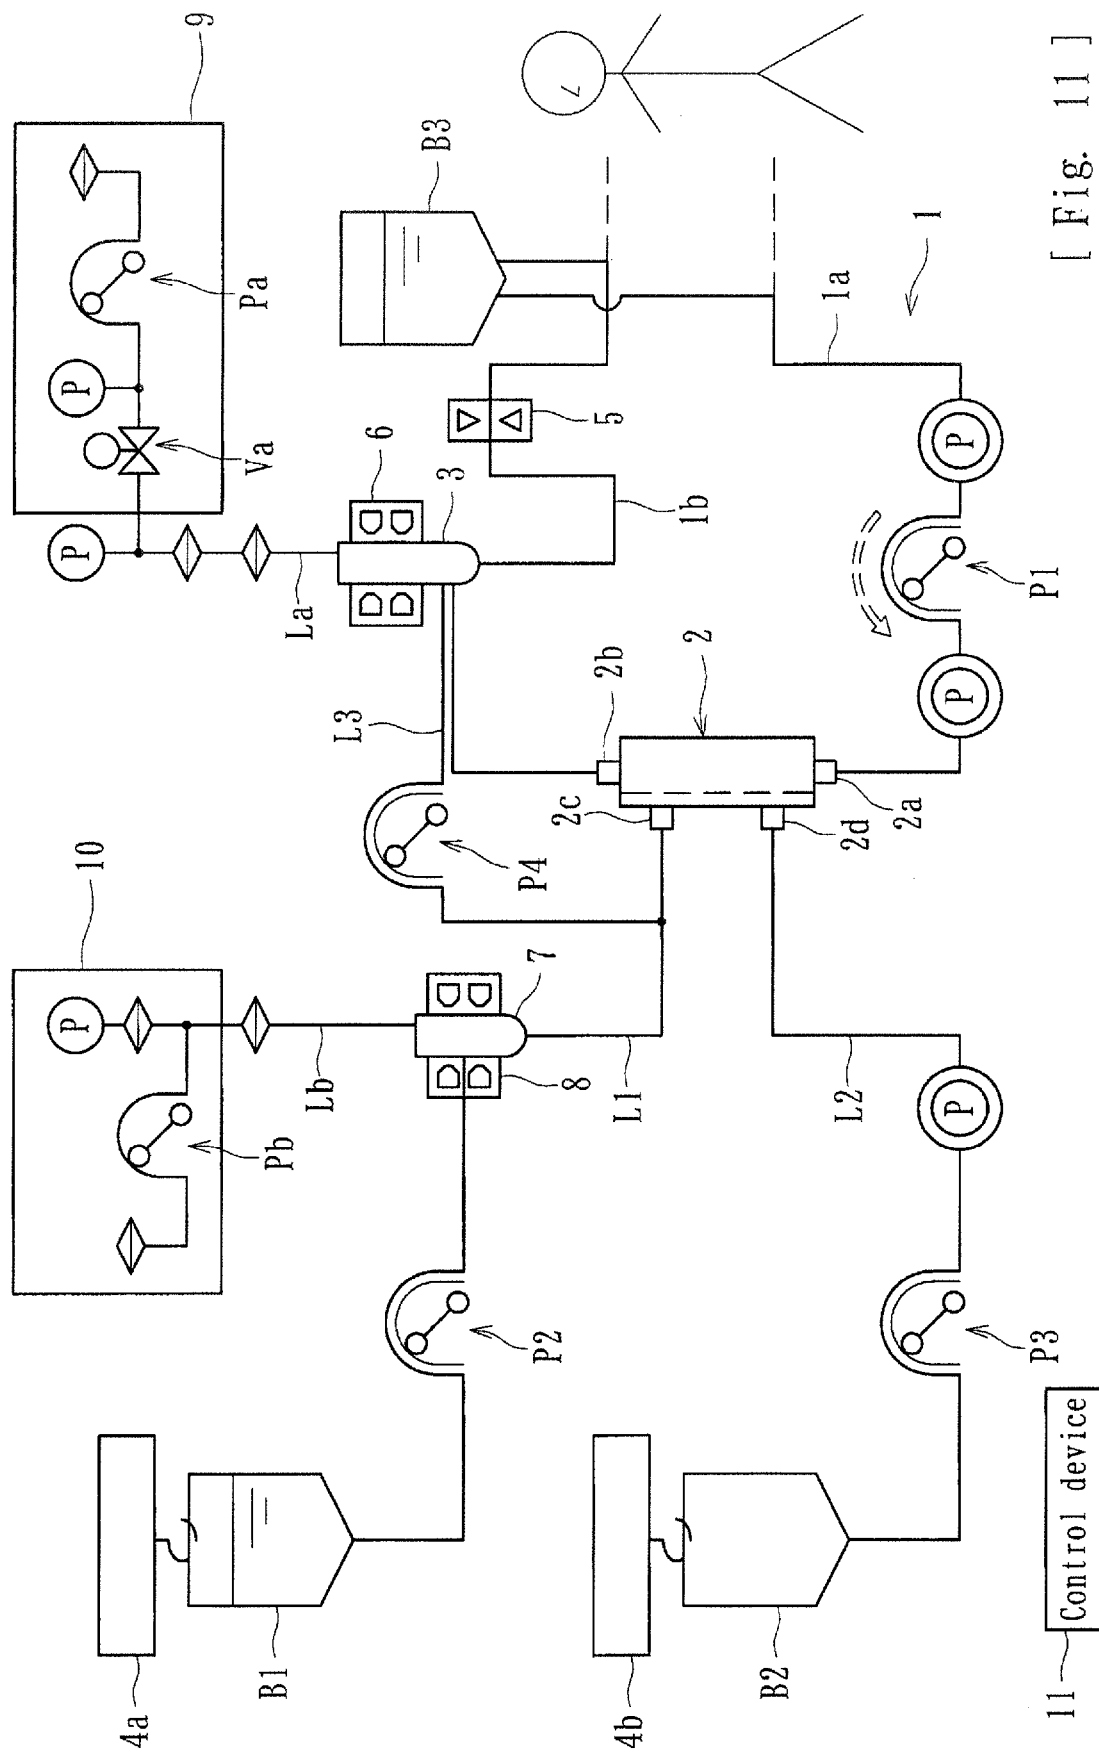 9
P
Pa
P
Va
P
La
6
3
B3
5
1b
1a
1
L3
2b
2
2c
2d
2a
P
P1
P
P4
10
P
Pb
Lb
7
8
L1
L2
P
P2
P3
4a
B1
4b
B2
11
Control device
[ Fig. 11 ]